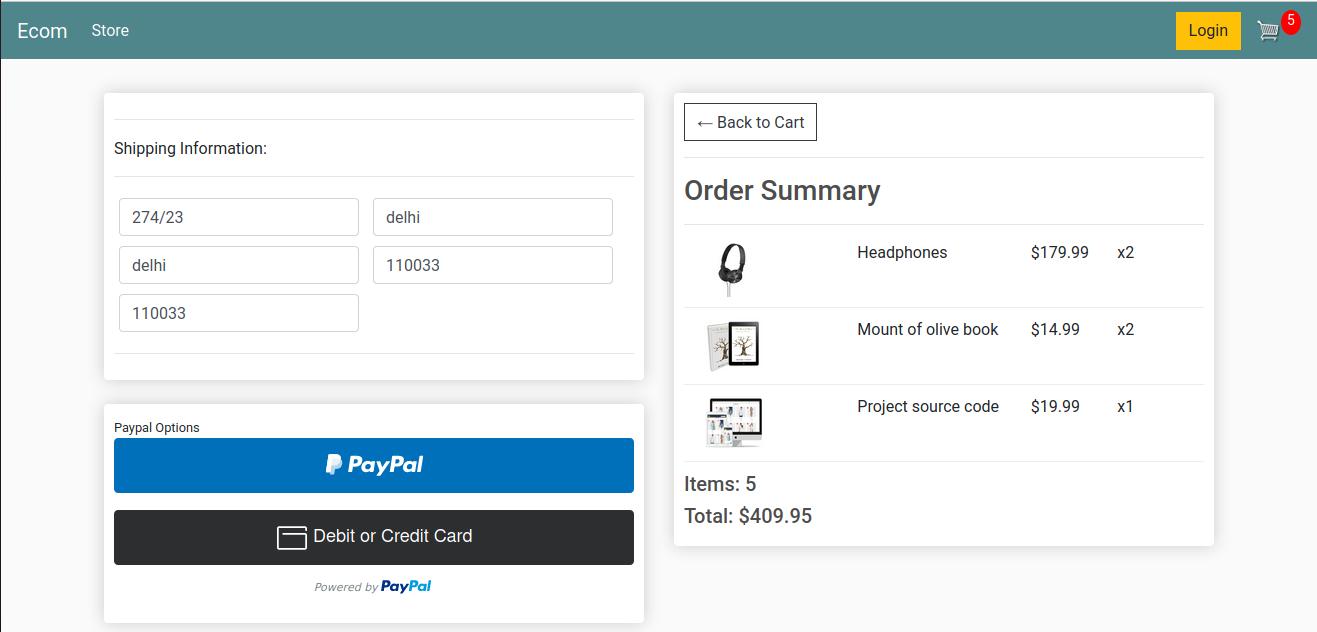 Ecom Store Login 5
Shipping Information:
274/23 delhi
delhi 110033
110033
Paypal Options
PayPal
Debit or Credit Card
Powered by PayPal
← Back to Cart
Order Summary
Headphones $179.99 x2
Mount of olive book $14.99 x2
Project source code $19.99 x1
Items: 5
Total: $409.95